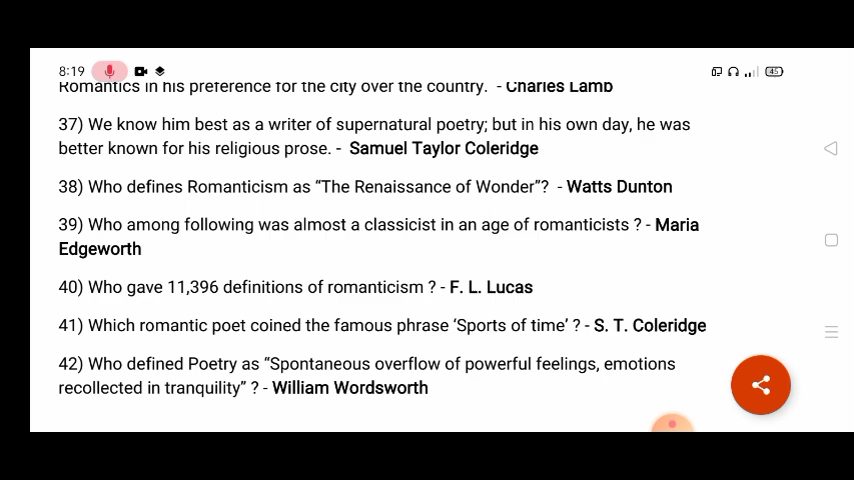 8:19
45
Romantics in his preference for the city over the country. - Charles Lamb
37) We know him best as a writer of supernatural poetry; but in his own day, he was
better known for his religious prose. - Samuel Taylor Coleridge
38) Who defines Romanticism as “The Renaissance of Wonder”? - Watts Dunton
39) Who among following was almost a classicist in an age of romanticists ? - Maria
Edgeworth
40) Who gave 11,396 definitions of romanticism ? - F. L. Lucas
41) Which romantic poet coined the famous phrase ‘Sports of time’ ? - S. T. Coleridge
42) Who defined Poetry as “Spontaneous overflow of powerful feelings, emotions
recollected in tranquility” ? - William Wordsworth